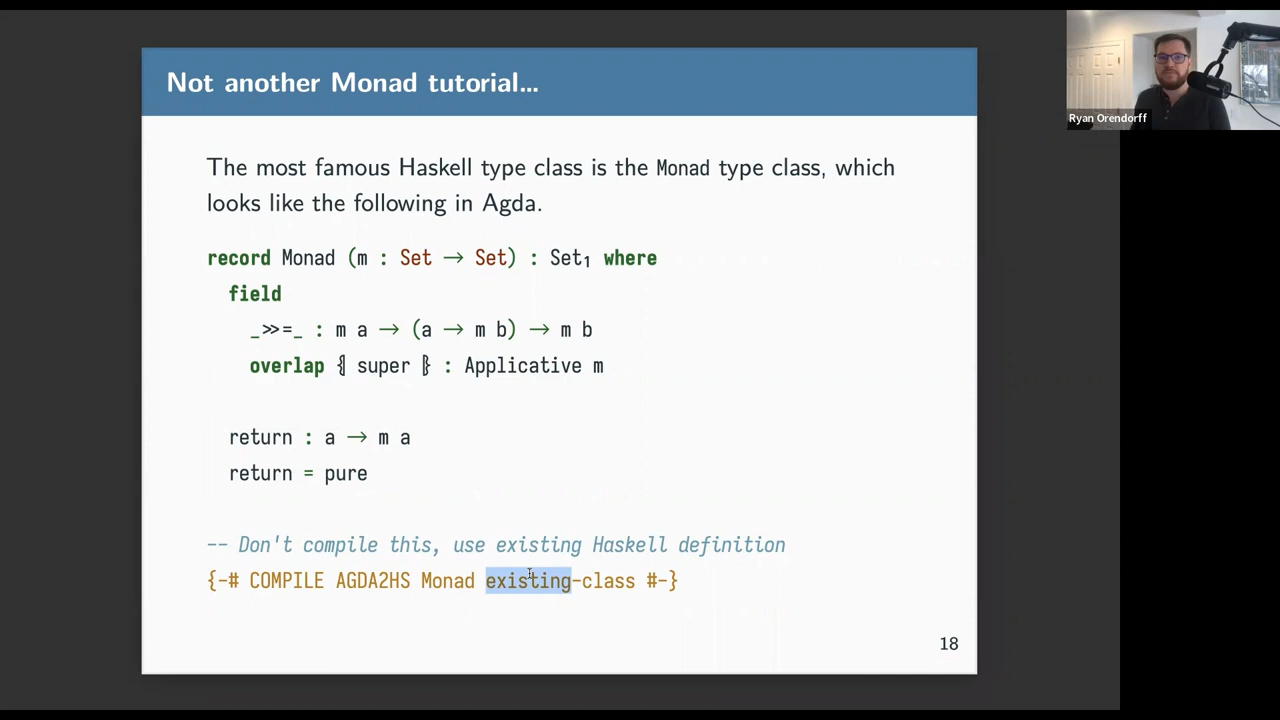 Not another Monad tutorial...
Ryan Orendorff
The most famous Haskell type class is the Monad type class, which
looks like the following in Agda.
record Monad (m : Set → Set) : Set₁ where
field
_>>=_ : m a → (a → m b) → m b
overlap ⦃ super ⦄ : Applicative m
return : a → m a
return = pure
-- Don't compile this, use existing Haskell definition
{-# COMPILE AGDA2HS Monad existing-class #-}
18